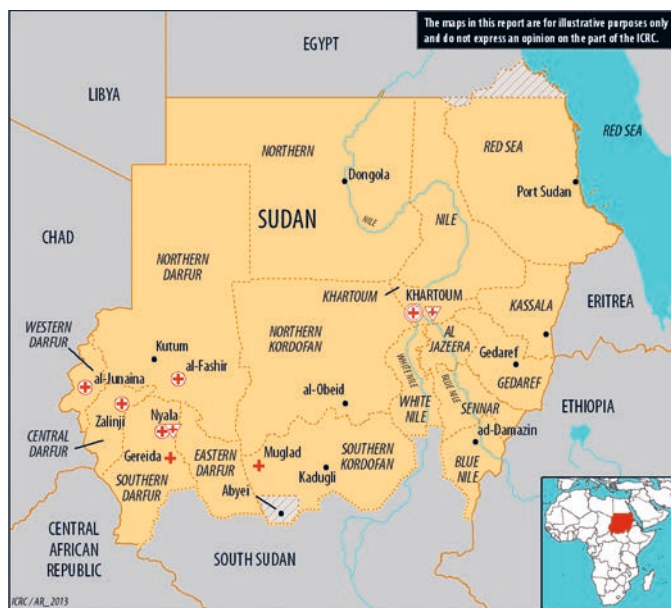 The maps in this report are for illustrative purposes only
and do not express an opinion on the part of the ICRC.
EGYPT
LIBYA
RED SEA
NORTHERN
RED SEA
Dongola
Port Sudan
SUDAN
NILE
NILE
CHAD
NORTHERN
DARFUR
KHARTOUM
KHARTOUM
KASSALA
ERITREA
WESTERN
DARFUR
NORTHERN
KORDOFAN
AL
JAZEERA
Kutum
Gedaref
al-Junaina
al-Fashir
WHITE NILE
BLUE NILE
GEDAREF
al-Obeid
WHITE
NILE
SENNAR
ETHIOPIA
Zalinji
Nyala
CENTRAL
DARFUR
EASTERN
DARFUR
Muglad
SOUTHERN
KORDOFAN
ad-Damazin
Gereida
Kadugli
BLUE
NILE
SOUTHERN
DARFUR
Abyei
CENTRAL
AFRICAN
REPUBLIC
SOUTH SUDAN
ICRC / AR_2013